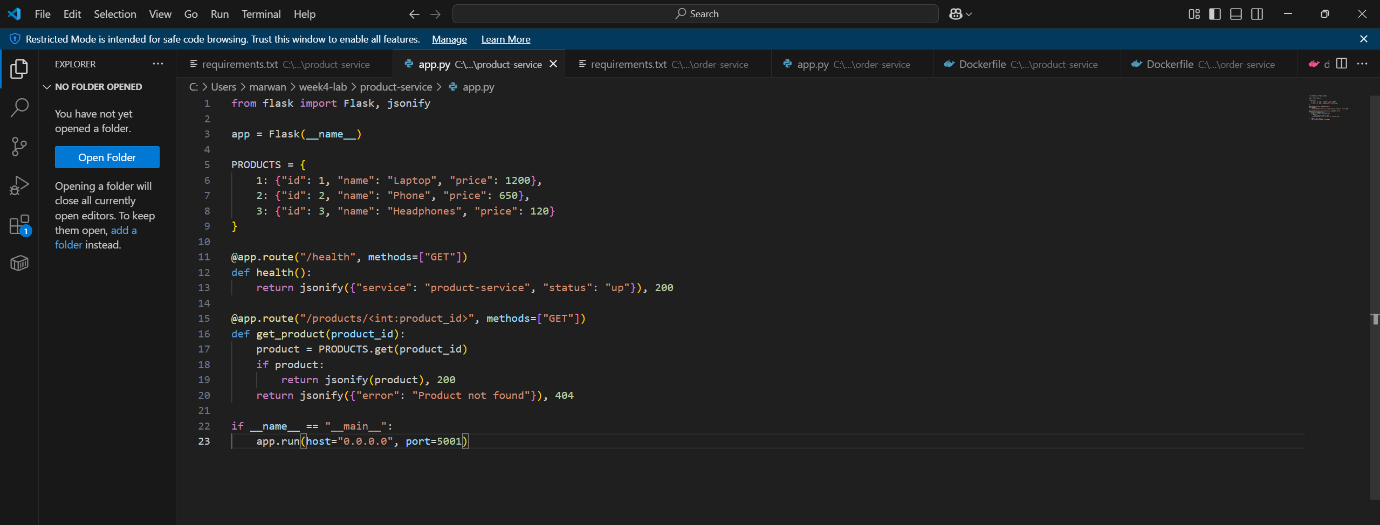 File Edit Selection View Go Run Terminal Help
Search
Restricted Mode is intended for safe code browsing. Trust this window to enable all features. Manage Learn More
EXPLORER
NO FOLDER OPENED
You have not yet
opened a folder.
Open Folder
Opening a folder will
close all currently
open editors. To keep
them open, add a
folder instead.
1
requirements.txt C:\...\product-service
app.py C:\...\product-service
requirements.txt C:\...\order-service
app.py C:\...\order-service
Dockerfile C:\...\product-service
Dockerfile C:\...\order-service
d
C: > Users > marwan > week4-lab > product-service > app.py
1 from flask import Flask, jsonify
2
3 app = Flask(__name__)
4
5 PRODUCTS = {
6     1: {"id": 1, "name": "Laptop", "price": 1200},
7     2: {"id": 2, "name": "Phone", "price": 650},
8     3: {"id": 3, "name": "Headphones", "price": 120}
9 }
10
11 @app.route("/health", methods=["GET"])
12 def health():
13     return jsonify({"service": "product-service", "status": "up"}), 200
14
15 @app.route("/products/<int:product_id>", methods=["GET"])
16 def get_product(product_id):
17     product = PRODUCTS.get(product_id)
18     if product:
19         return jsonify(product), 200
20     return jsonify({"error": "Product not found"}), 404
21
22 if __name__ == "__main__":
23     app.run(host="0.0.0.0", port=5001)